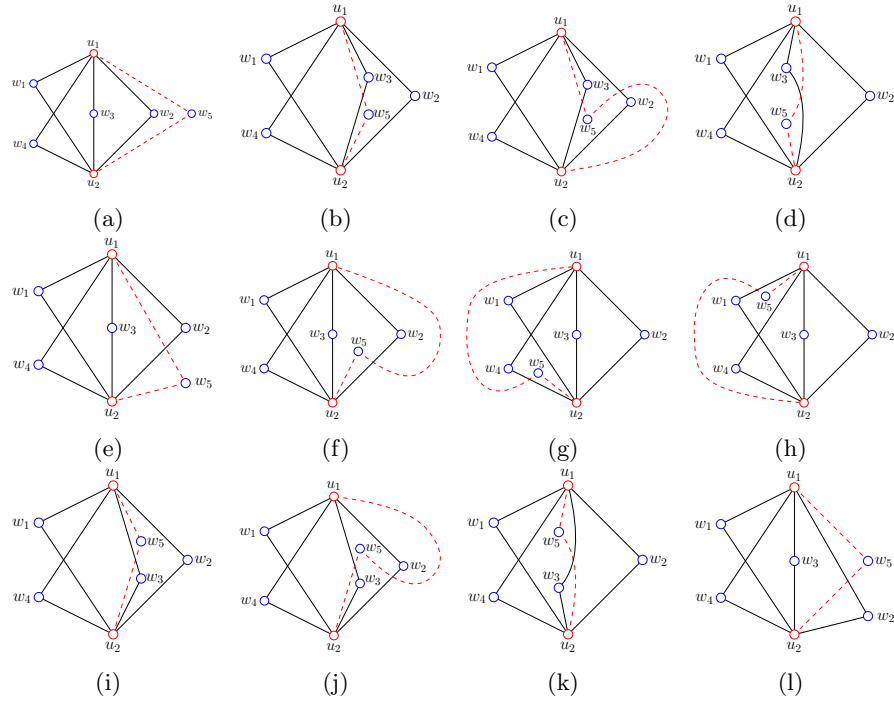 u₁
w₁
w₃
w₂
w₅
w₄
u₂
(a)
u₁
w₁
w₃
w₂
w₅
w₄
u₂
(b)
u₁
w₁
w₃
w₂
w₅
w₄
u₂
(c)
u₁
w₁
w₃
w₂
w₅
w₄
u₂
(d)
u₁
w₁
w₃
w₂
w₄
w₅
u₂
(e)
u₁
w₁
w₃
w₂
w₅
w₄
u₂
(f)
u₁
w₁
w₃
w₂
w₄
w₅
u₂
(g)
u₁
w₁
w₅
w₃
w₂
w₄
u₂
(h)
u₁
w₁
w₅
w₂
w₃
w₄
u₂
(i)
u₁
w₁
w₅
w₂
w₃
w₄
u₂
(j)
u₁
w₁
w₅
w₂
w₃
w₄
u₂
(k)
u₁
w₁
w₃
w₅
w₄
w₂
u₂
(l)